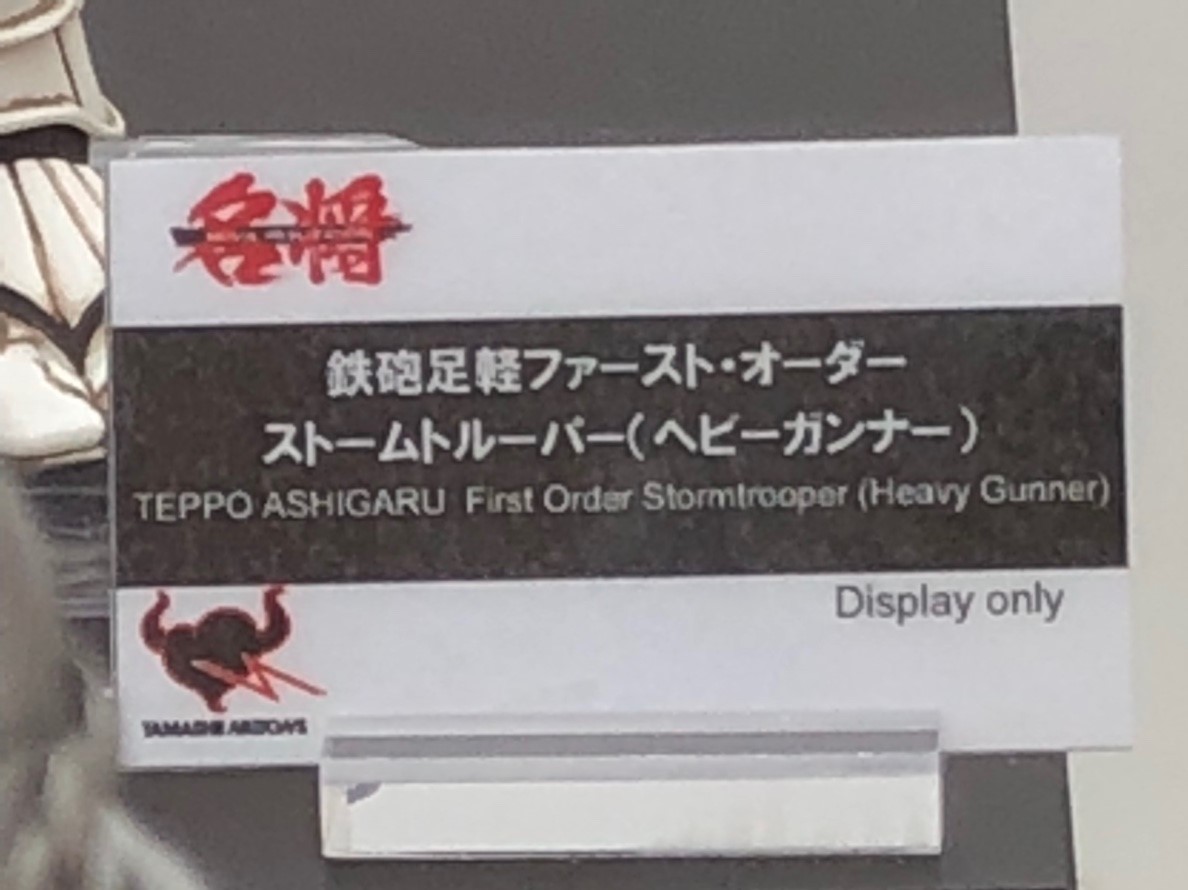 名将
鉄砲足軽ファースト・オーダー
ストームトルーパー(ヘビーガンナー)
TEPPO ASHIGARU First Order Stormtrooper (Heavy Gunner)
Display only
TAMASHII NATIONS